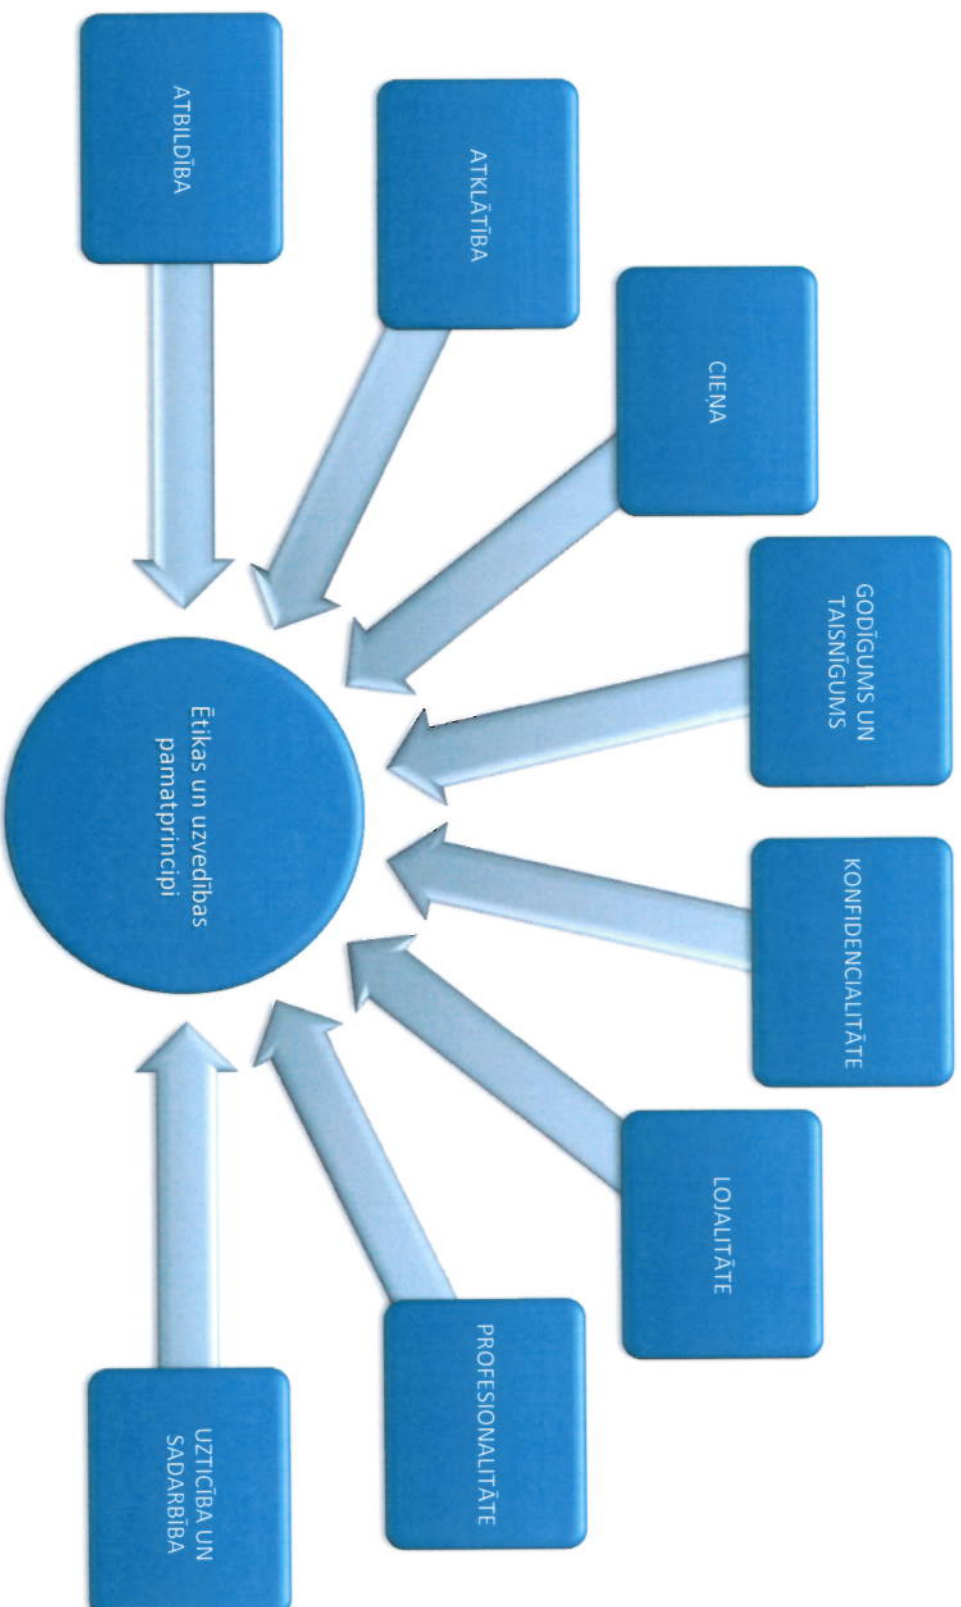 ATBILDĪBA
ATKLĀTĪBA
CIEŅA
GODĪGUMS UN
TAISNĪGUMS
KONFIDENCIALITĀTE
LOJALITĀTE
PROFESIONALITĀTE
UZTICĪBA UN
SADARBĪBA
Ētikas un uzvedības
pamatprincipi